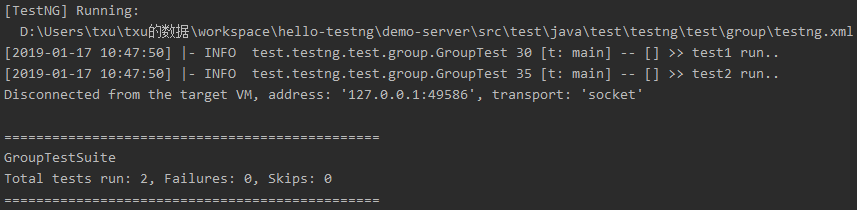 [TestNG] Running:
  D:\Users\txu\txu的数据\workspace\hello-testng\demo-server\src\test\java\testng\test\group\testng.xml
[2019-01-17 10:47:50] |- INFO  test.testng.test.group.GroupTest 30 [t: main] -- [] >> test1 run..
[2019-01-17 10:47:50] |- INFO  test.testng.test.group.GroupTest 35 [t: main] -- [] >> test2 run..
Disconnected from the target VM, address: '127.0.0.1:49586', transport: 'socket'
===============================================
GroupTestSuite
Total tests run: 2, Failures: 0, Skips: 0
===============================================